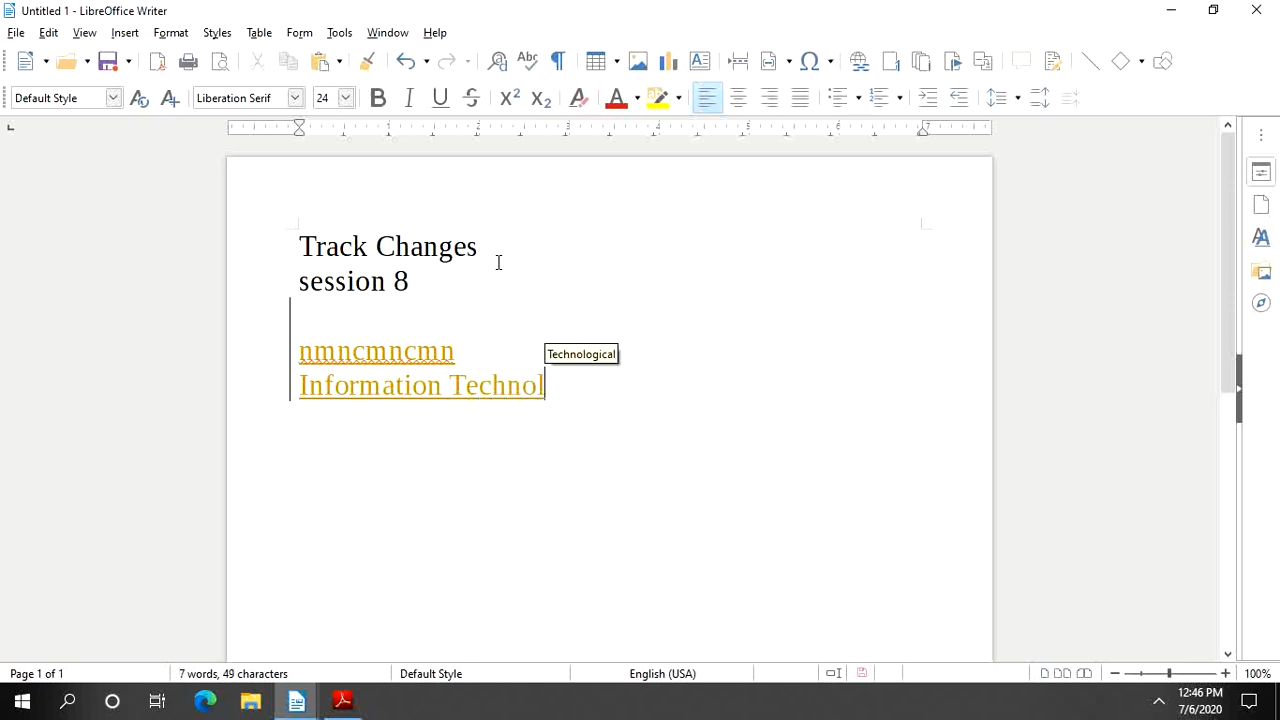 Untitled 1 - LibreOffice Writer
File Edit View Insert Format Styles Table Form Tools Window Help
Default Style Liberation Serif 24
Track Changes
session 8
nmncmncmn
Technological
Information Technol
Page 1 of 1 7 words, 49 characters Default Style English (USA) 100%
12:46 PM
7/6/2020